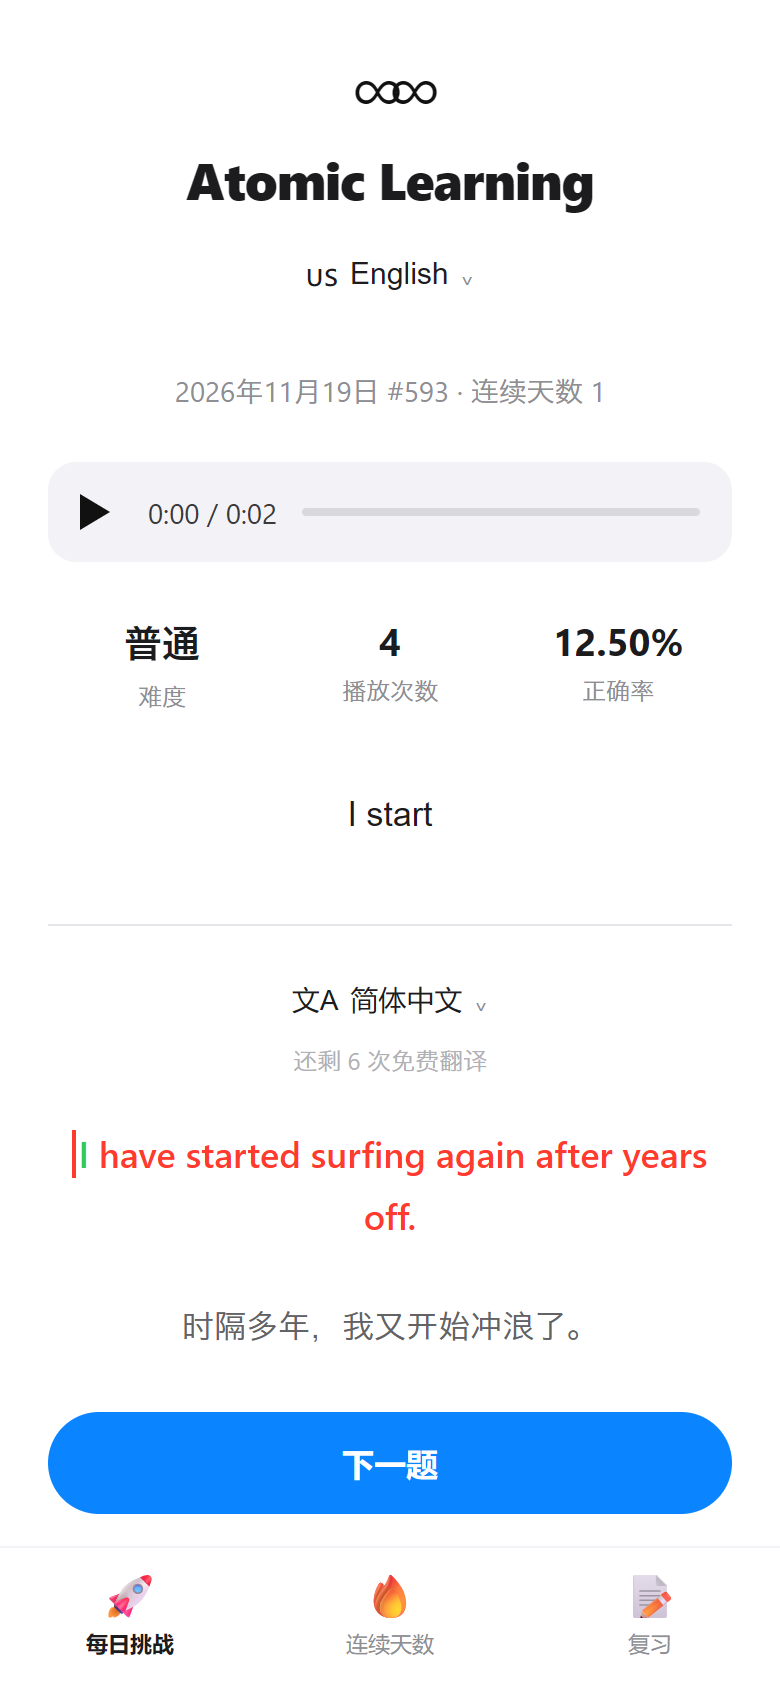 Atomic Learning
US English
2026年11月19日 #593 · 连续天数 1
0:00 / 0:02
普通 4 12.50%
难度 播放次数 正确率
I start
文A 简体中文
还剩 6 次免费翻译
I have started surfing again after years
off.
时隔多年，我又开始冲浪了。
下一题
每日挑战 连续天数 复习